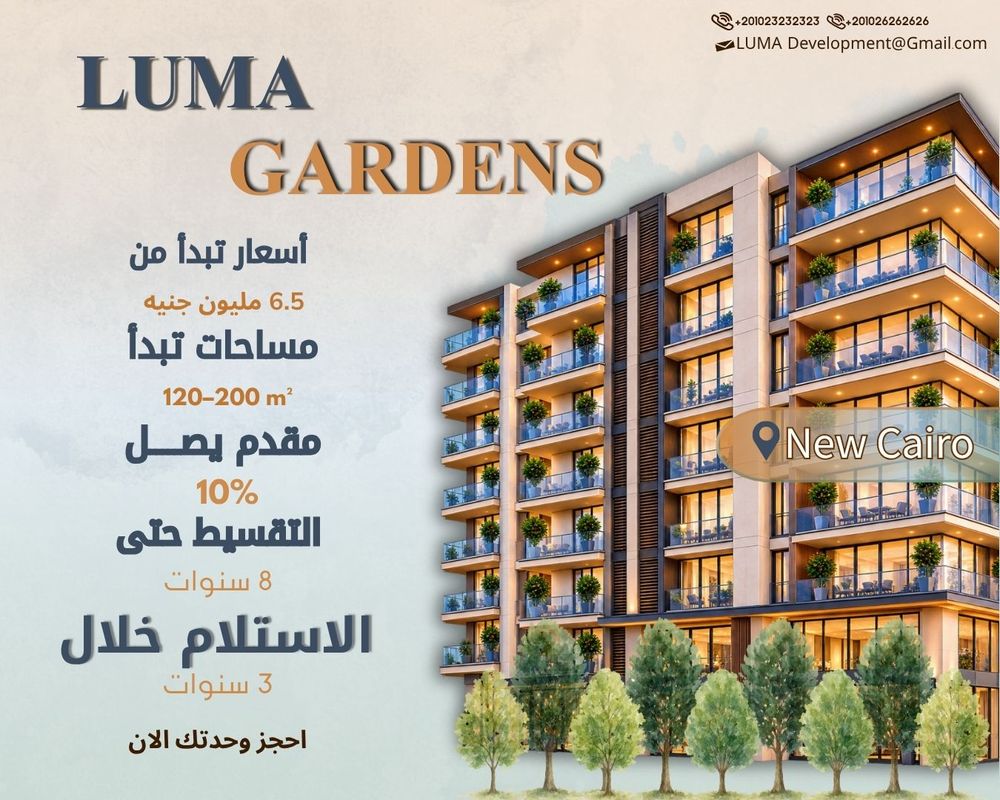 +201023232323 +201026262626
LUMA Development@Gmail.com
LUMA
GARDENS
أسعار تبدأ من
6.5 مليون جنيه
مساحات تبدأ
120–200 m²
مقدم يصـــل
10%
التقسيط حتى
8 سنوات
الاستلام خلال
3 سنوات
احجز وحدتك الان
New Cairo